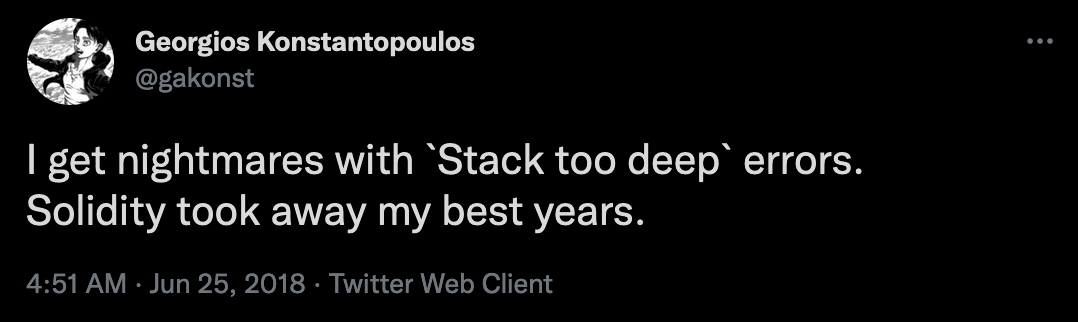 Georgios Konstantopoulos
@gakonst
I get nightmares with `Stack too deep` errors.
Solidity took away my best years.
4:51 AM · Jun 25, 2018 · Twitter Web Client